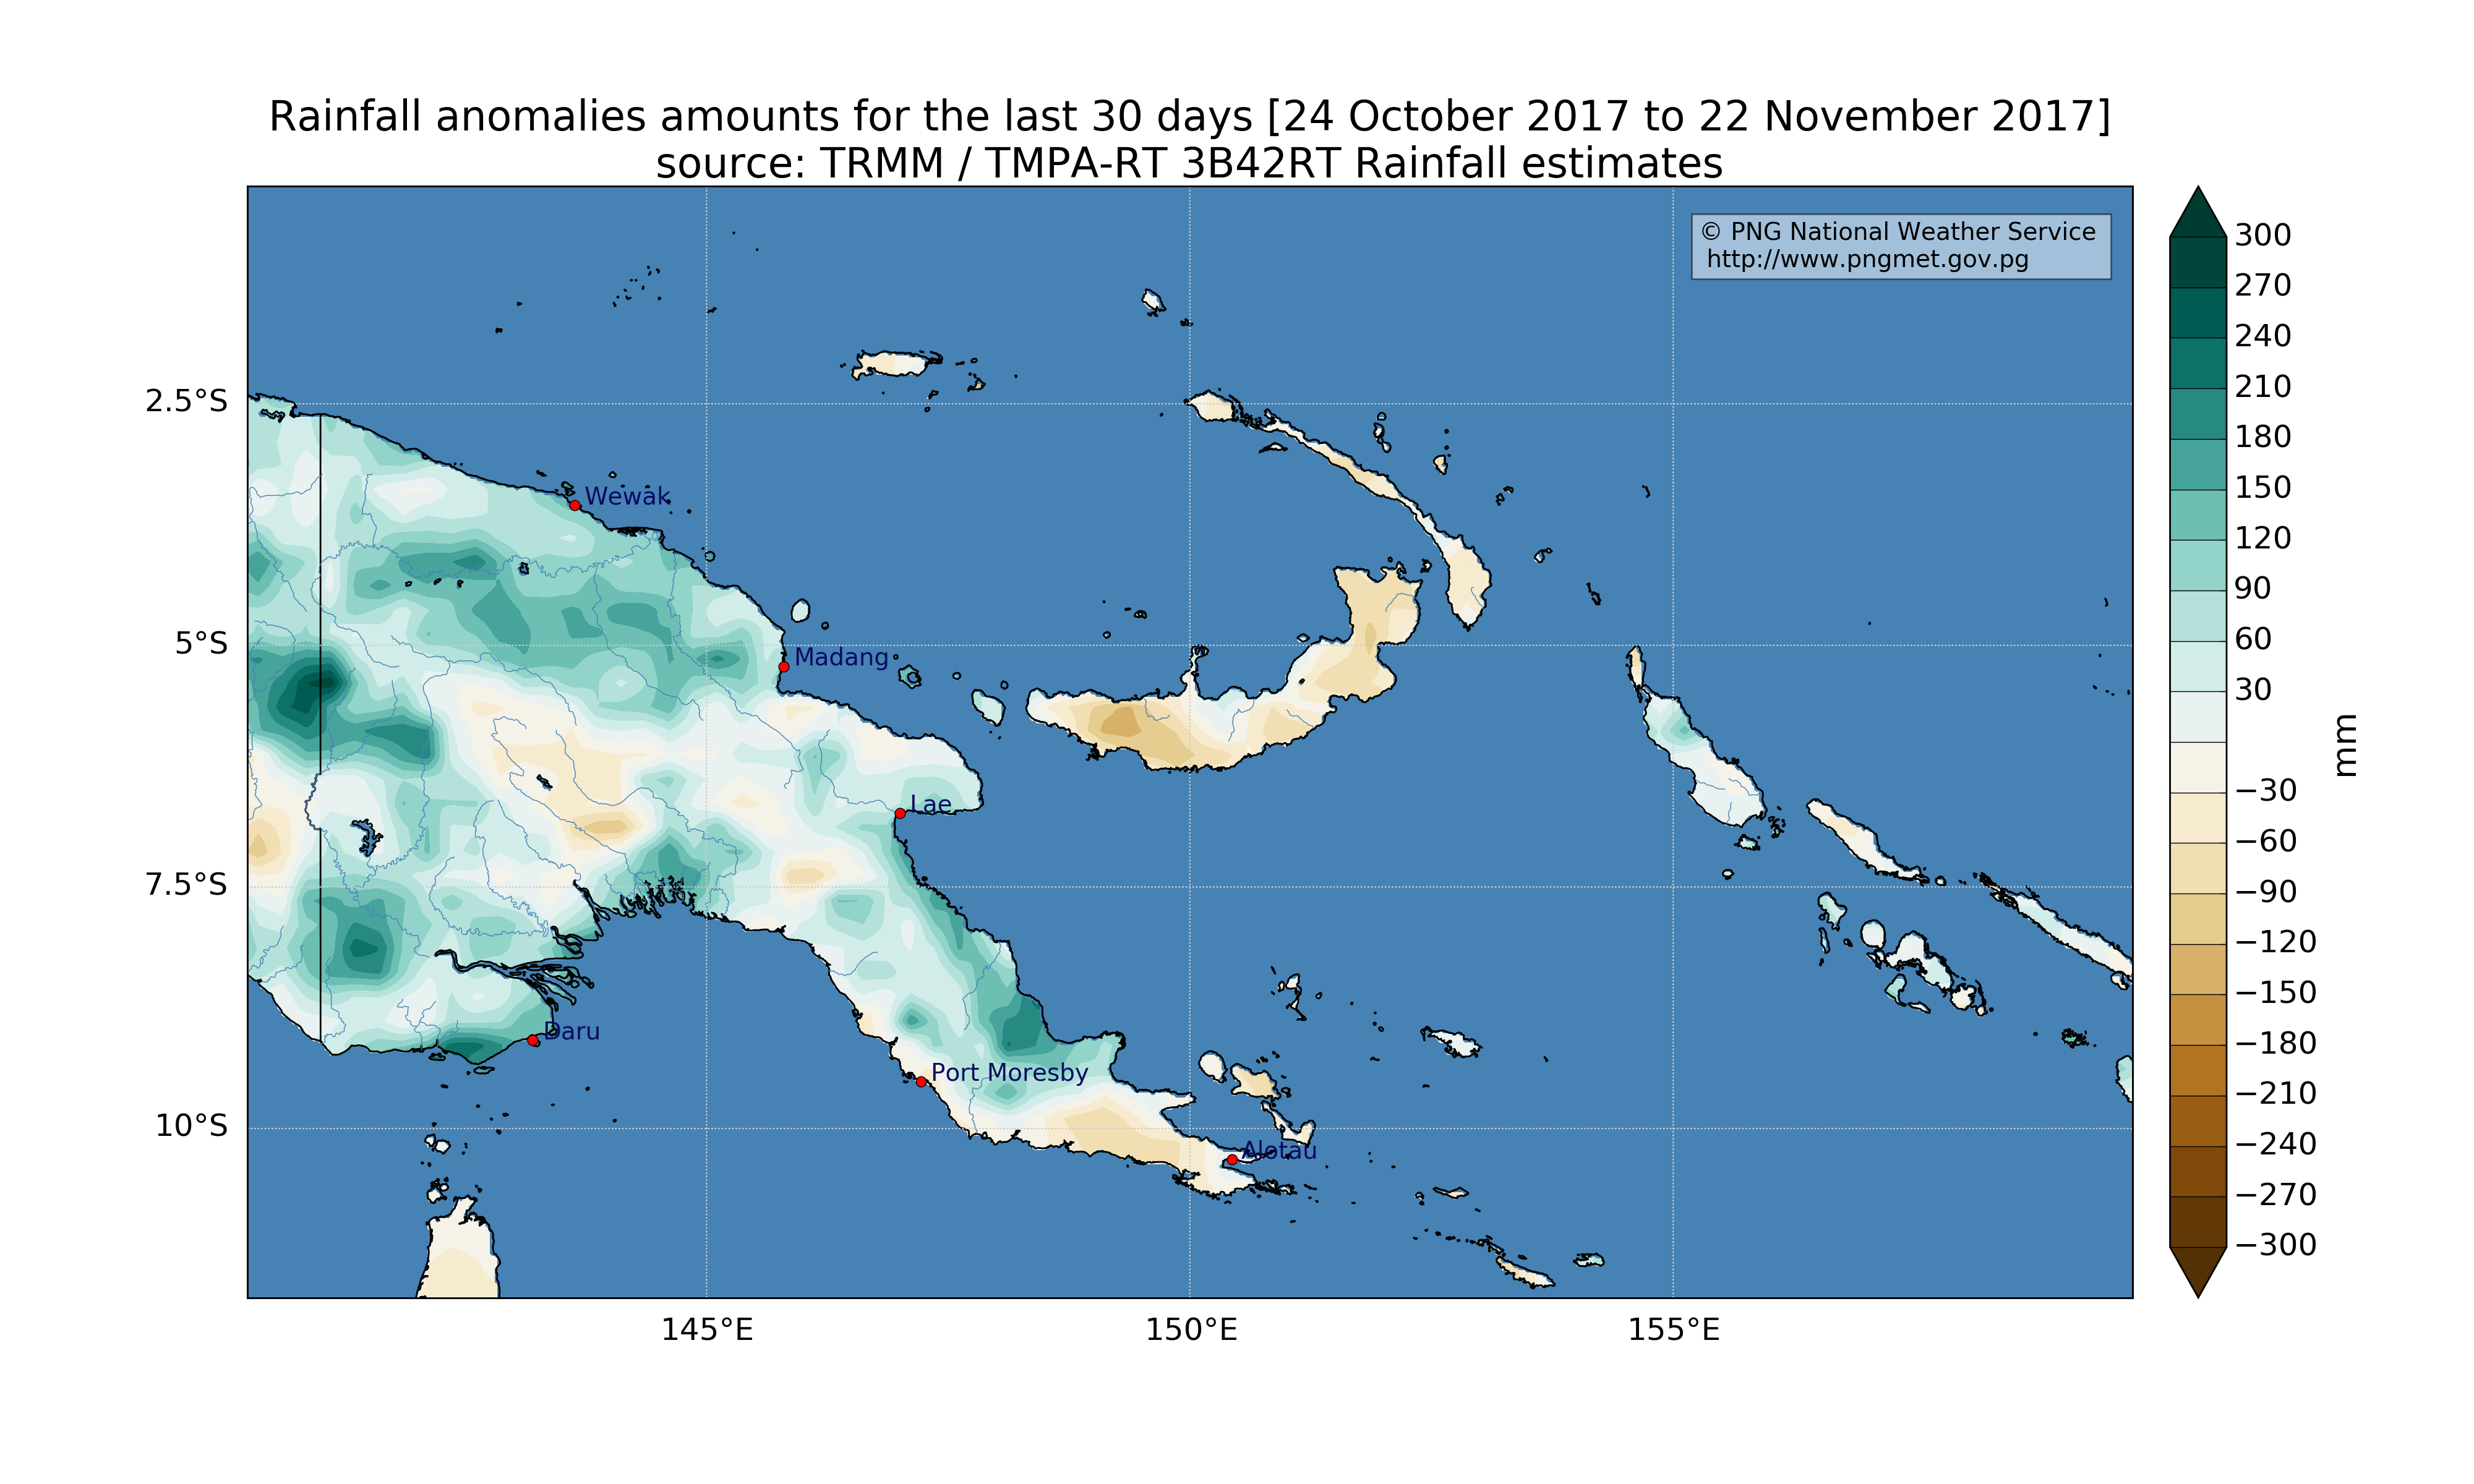 Rainfall anomalies amounts for the last 30 days [24 October 2017 to 22 November 2017]
source: TRMM / TMPA-RT 3B42RT Rainfall estimates
© PNG National Weather Service
http://www.pngmet.gov.pg
2.5°S
5°S
7.5°S
10°S
145°E
150°E
155°E
Wewak
Madang
Lae
Daru
Port Moresby
Alotau
300
270
240
210
180
150
120
90
60
30
−30
−60
−90
−120
−150
−180
−210
−240
−270
−300
mm